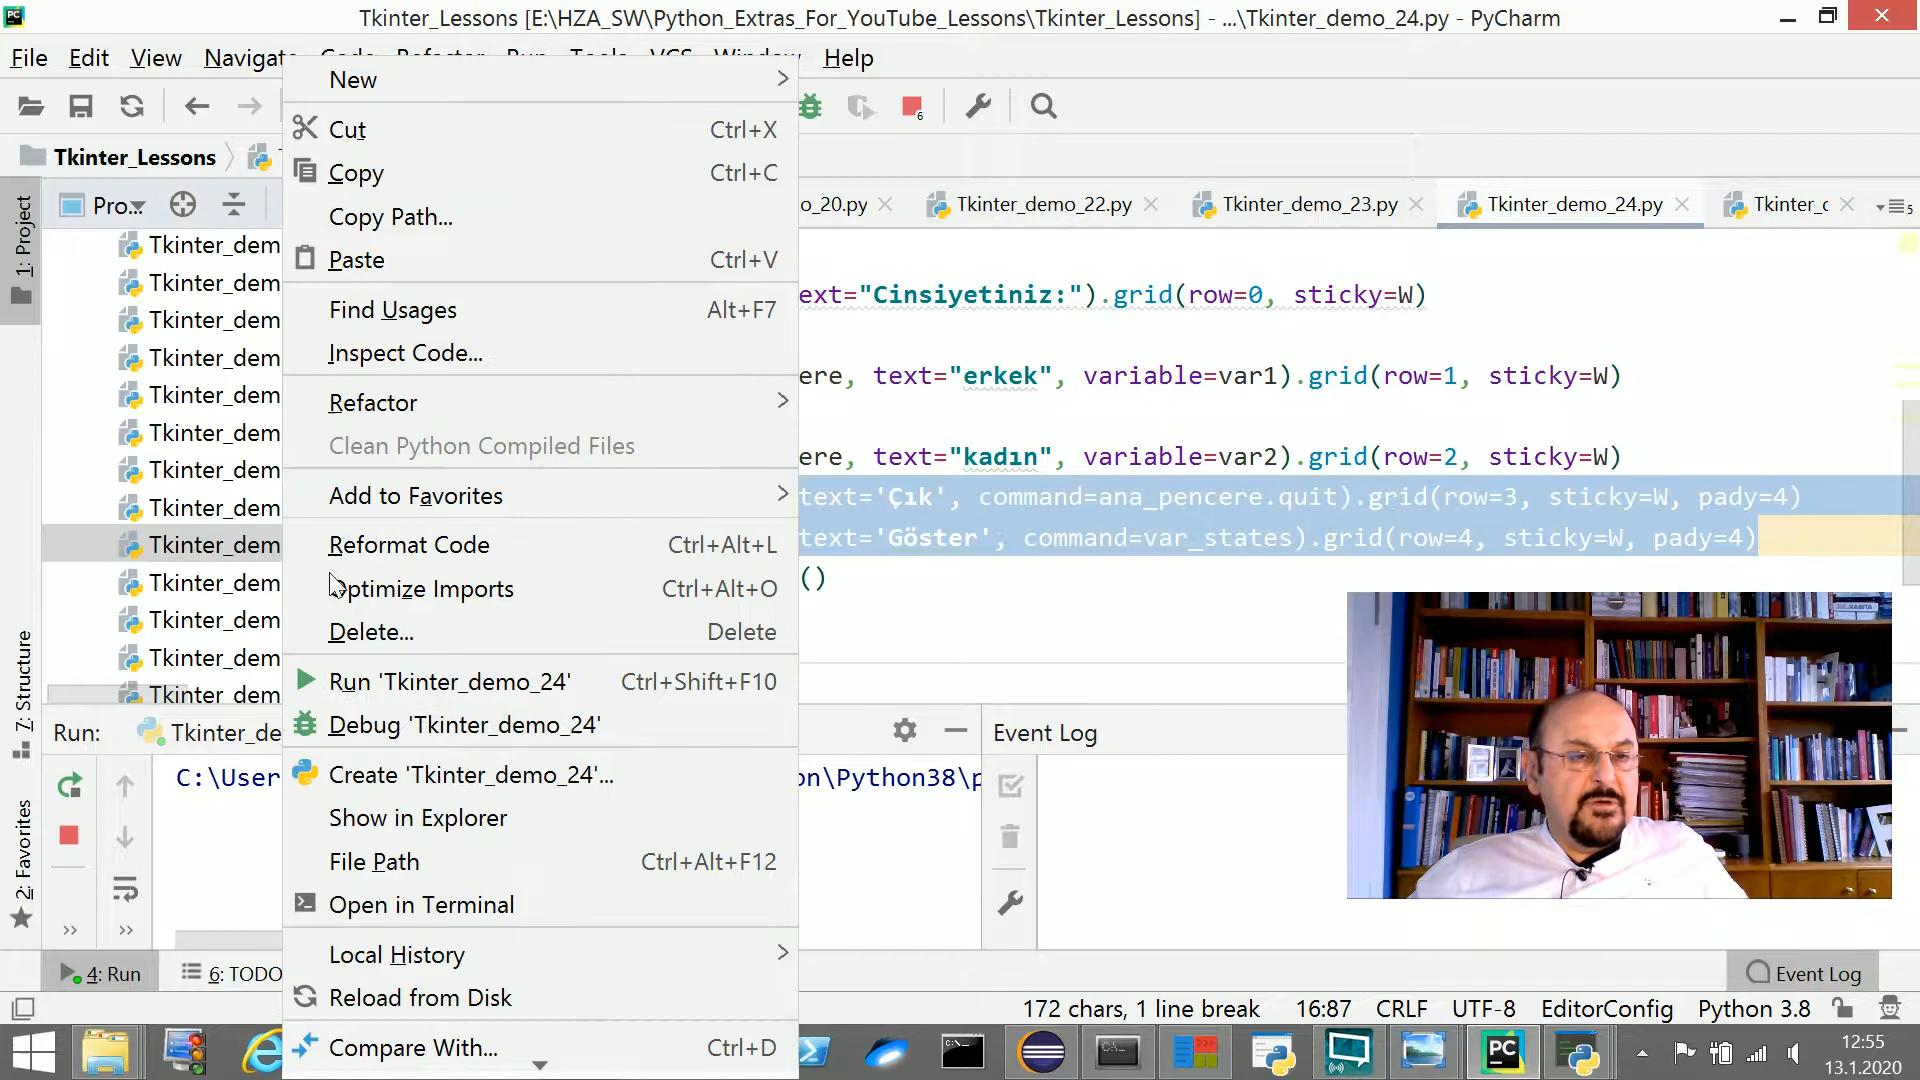 Tkinter_Lessons [E:\HZA_SW\Python_Extras_For_YouTube_Lessons\Tkinter_Lessons] - ...\Tkinter_demo_24.py - PyCharm
File Edit View Navigat Help
Tkinter_Lessons
1: Project
Pro...
o_20.py
Tkinter_demo_22.py
Tkinter_demo_23.py
Tkinter_demo_24.py
Tkinter_c
5
6
Tkinter_dem
Tkinter_dem
Tkinter_dem
Tkinter_dem
Tkinter_dem
Tkinter_dem
Tkinter_dem
Tkinter_dem
Tkinter_dem
Tkinter_dem
Tkinter_dem
Tkinter_dem
Tkinter_dem
New
Cut Ctrl+X
Copy Ctrl+C
Copy Path...
Paste Ctrl+V
Find Usages Alt+F7
Inspect Code...
Refactor
Clean Python Compiled Files
Add to Favorites
Reformat Code Ctrl+Alt+L
Optimize Imports Ctrl+Alt+O
Delete... Delete
Run 'Tkinter_demo_24' Ctrl+Shift+F10
Debug 'Tkinter_demo_24'
Create 'Tkinter_demo_24'...
Show in Explorer
File Path Ctrl+Alt+F12
Open in Terminal
Local History
Reload from Disk
Compare With... Ctrl+D
ext="Cinsiyetiniz:").grid(row=0, sticky=W)
ere, text="erkek", variable=var1).grid(row=1, sticky=W)
ere, text="kadın", variable=var2).grid(row=2, sticky=W)
text='Çık', command=ana_pencere.quit).grid(row=3, sticky=W, pady=4)
text='Göster', command=var_states).grid(row=4, sticky=W, pady=4)
()
7: Structure
2: Favorites
Run: Tkinter_de
C:\User
on\Python38\p
Event Log
4: Run
6: TODO
Event Log
172 chars, 1 line break 16:87 CRLF UTF-8 EditorConfig Python 3.8
12:55
13.1.2020